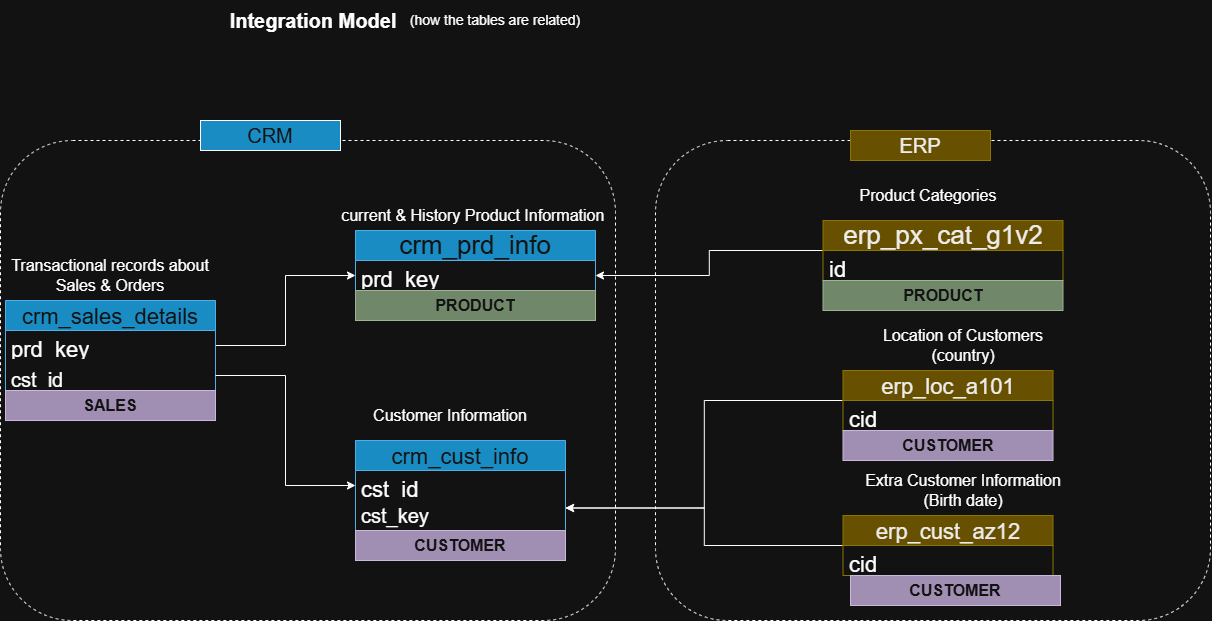 Integration Model (how the tables are related)
CRM
ERP
Product Categories
current & History Product Information
erp_px_cat_g1v2
crm_prd_info
id
prd_key
PRODUCT
PRODUCT
Transactional records about
Sales & Orders
crm_sales_details
prd_key
cst_id
SALES
Location of Customers
(country)
erp_loc_a101
cid
CUSTOMER
Customer Information
crm_cust_info
cst_id
cst_key
CUSTOMER
Extra Customer Information
(Birth date)
erp_cust_az12
cid
CUSTOMER